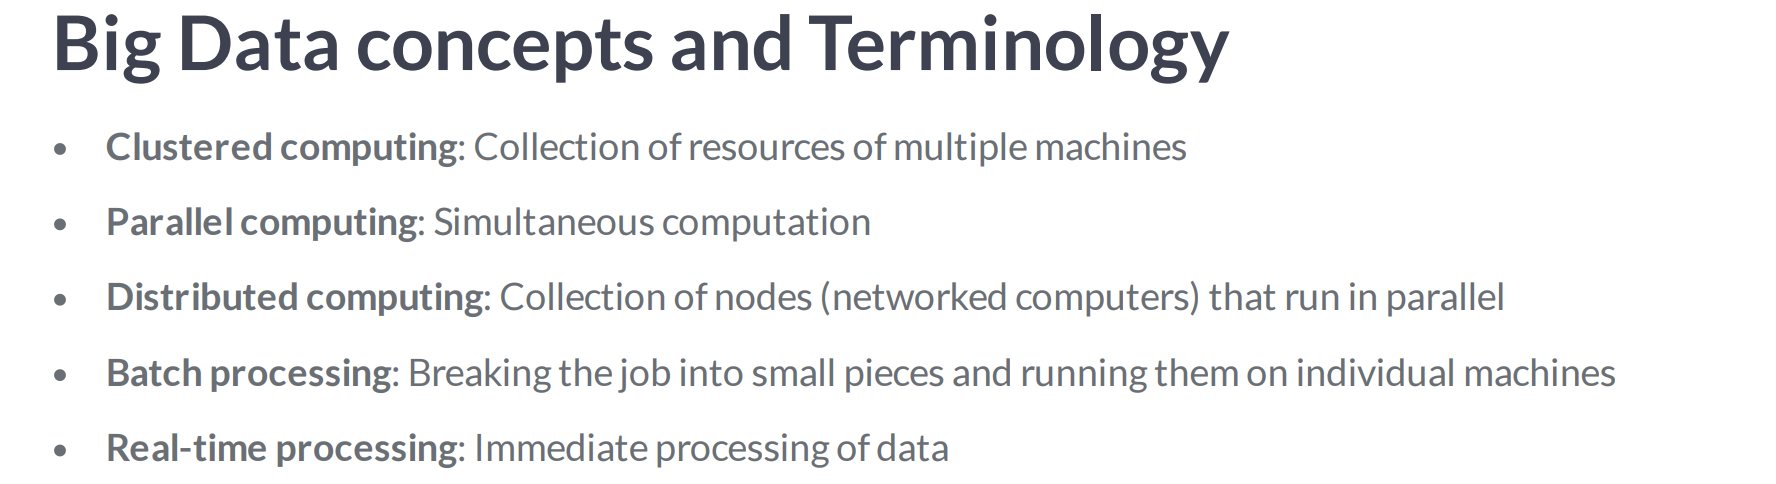 Big Data concepts and Terminology
• Clustered computing: Collection of resources of multiple machines
• Parallel computing: Simultaneous computation
• Distributed computing: Collection of nodes (networked computers) that run in parallel
• Batch processing: Breaking the job into small pieces and running them on individual machines
• Real-time processing: Immediate processing of data